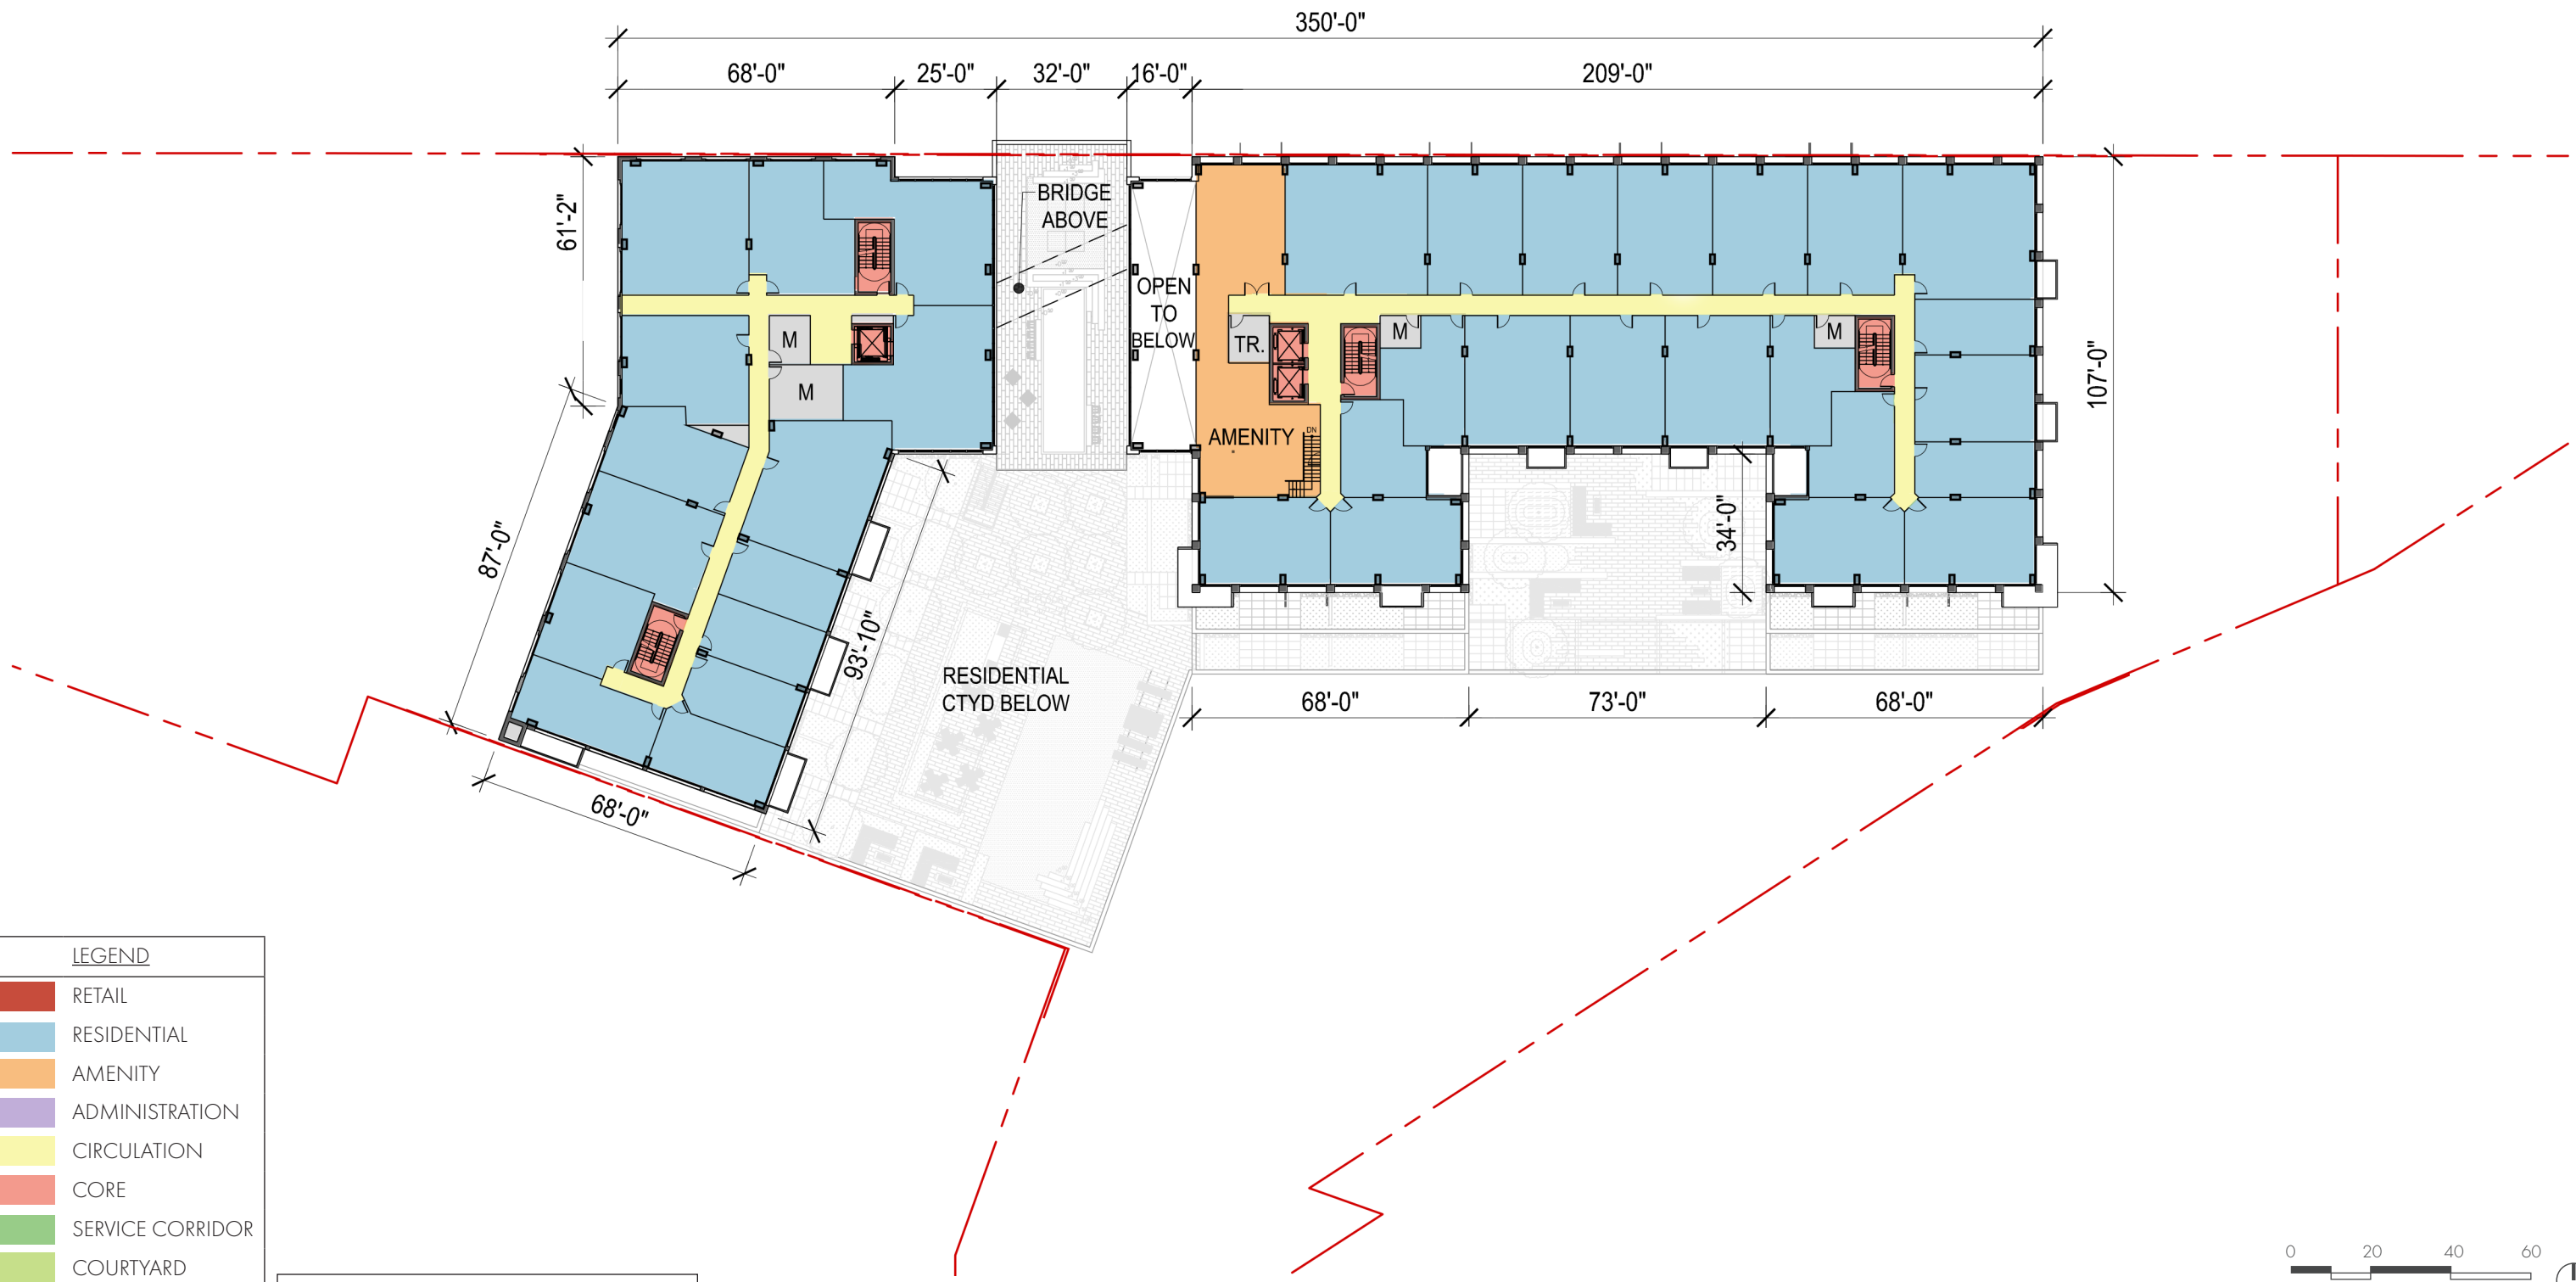 350'-0"
68'-0"
25'-0"
32'-0"
16'-0"
209'-0"
61'-2"
BRIDGE
ABOVE
OPEN
TO
BELOW
M
M
TR.
M
M
107'-0"
AMENITY
DN
87'-0"
34'-0"
93'-10"
RESIDENTIAL
CTYD BELOW
68'-0"
73'-0"
68'-0"
68'-0"
LEGEND
RETAIL
RESIDENTIAL
AMENITY
ADMINISTRATION
CIRCULATION
CORE
SERVICE CORRIDOR
COURTYARD
0 20 40 60